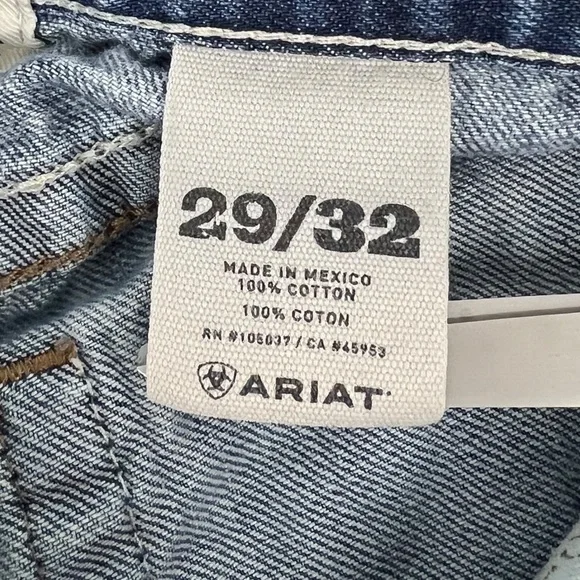 29/32
MADE IN MEXICO
100% COTTON
100% COTON
RN #105037 / CA #45953
ARIAT